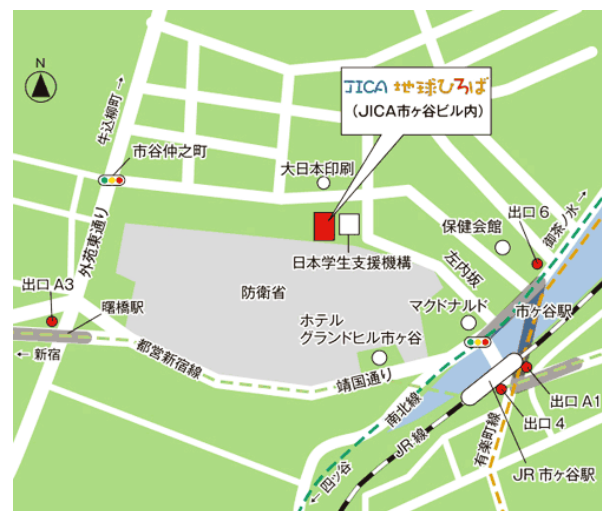 N
JICA 地球ひろば
(JICA市ヶ谷ビル内)
牛込柳町→
市谷仲之町
大日本印刷
外苑東通り
日本学生支援機構
保健会館
出口6
御茶ノ水→
左内坂
出口A3
曙橋駅
防衛省
マクドナルド
市ヶ谷駅
ホテル
グランドヒル市ヶ谷
←新宿
都営新宿線
靖国通り
南北線
JR線
有楽町線
出口A1
出口4
←四ッ谷
JR市ヶ谷駅